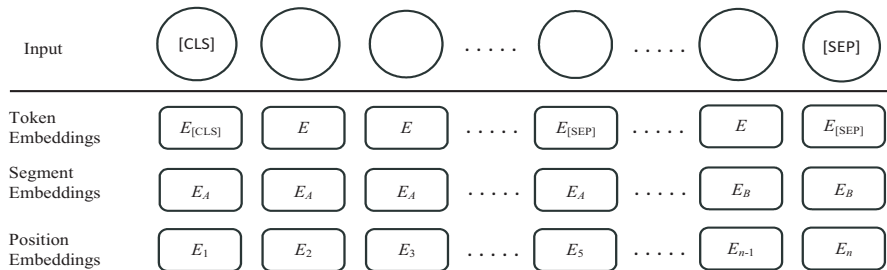 Input [CLS] ..... ..... [SEP]
Token
Embeddings E[CLS] E E ..... E[SEP] ..... E E[SEP]
Segment
Embeddings EA EA EA ..... EA ..... EB EB
Position
Embeddings E1 E2 E3 ..... E5 ..... En-1 En